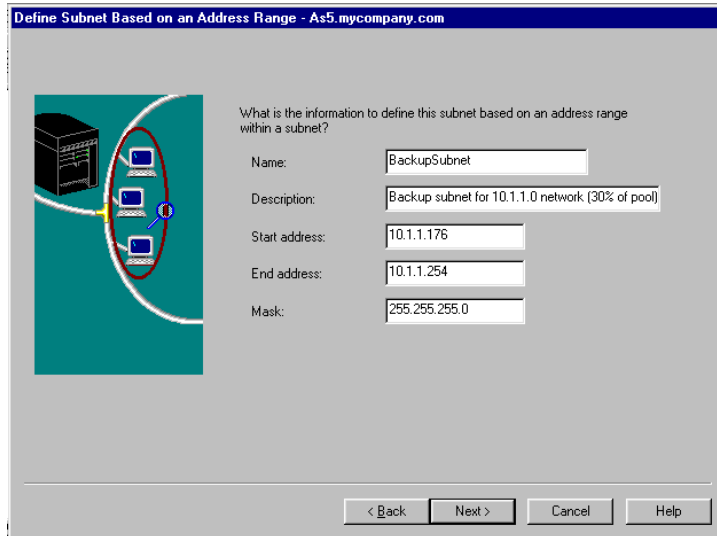 Define Subnet Based on an Address Range - As5.mycompany.com
What is the information to define this subnet based on an address range
within a subnet?
Name: BackupSubnet
Description: Backup subnet for 10.1.1.0 network (30% of pool)
Start address: 10.1.1.176
End address: 10.1.1.254
Mask: 255.255.255.0
< Back Next > Cancel Help